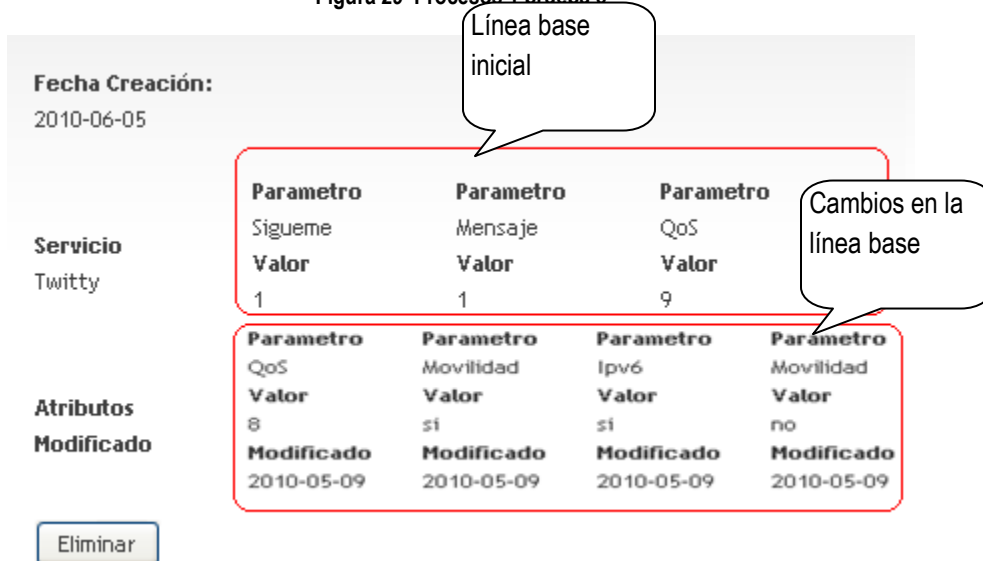 Línea base
inicial
Fecha Creación:
2010-06-05
Cambios en la
línea base
Servicio
Twitty
Parametro Parametro Parametro
Sigueme Mensaje QoS
Valor Valor Valor
1 1 9
Atributos
Modificado
Parametro Parametro Parametro Parametro
QoS Movilidad Ipv6 Movilidad
Valor Valor Valor Valor
8 si si no
Modificado Modificado Modificado Modificado
2010-05-09 2010-05-09 2010-05-09 2010-05-09
Eliminar